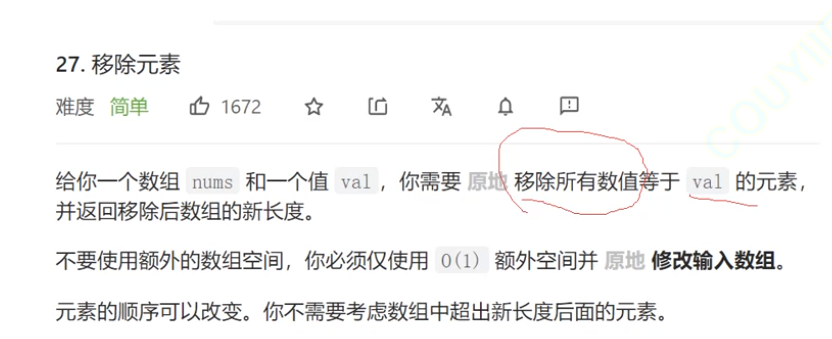 27. 移除元素
难度 简单 1672
给你一个数组 nums 和一个值 val，你需要 原地 移除所有数值等于 val 的元素，
并返回移除后数组的新长度。
不要使用额外的数组空间，你必须仅使用 O(1) 额外空间并 原地 修改输入数组。
元素的顺序可以改变。你不需要考虑数组中超出新长度后面的元素。